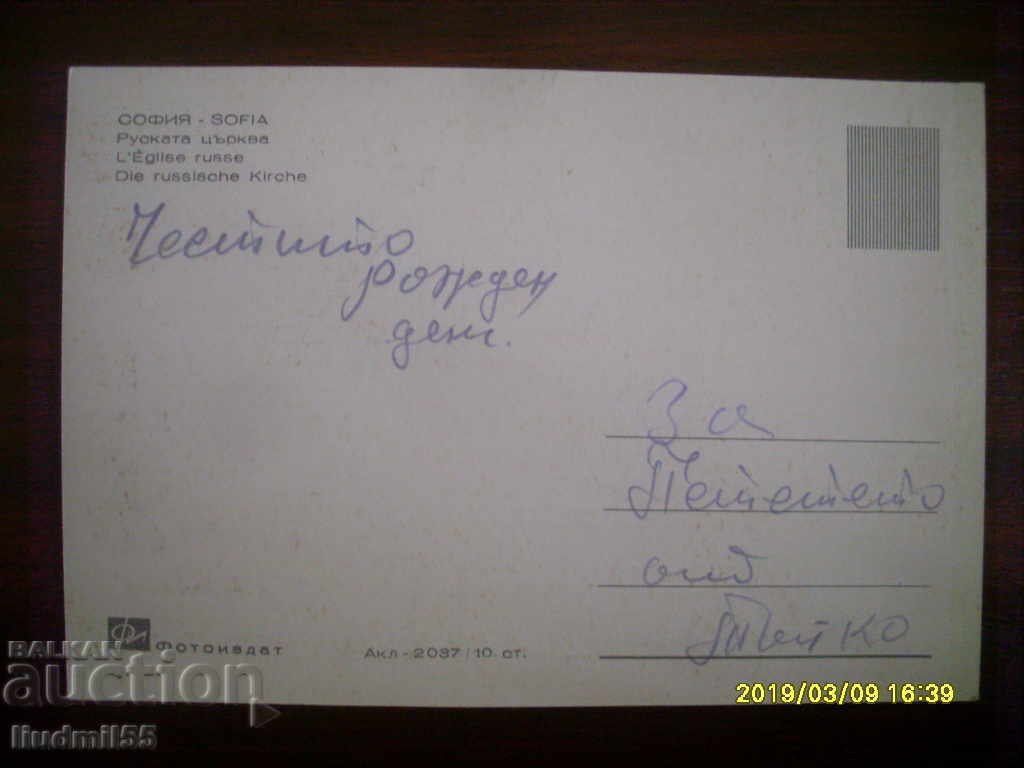 СОФИЯ - SOFIA
Руската църква
L'Église russe
Die russische Kirche
Честито
рожден
ден.
За
от
Татко
Фотоиздат
Акл-2037/10. ст.
2019/03/09 16:39
BALKAN
auction
liudmil55